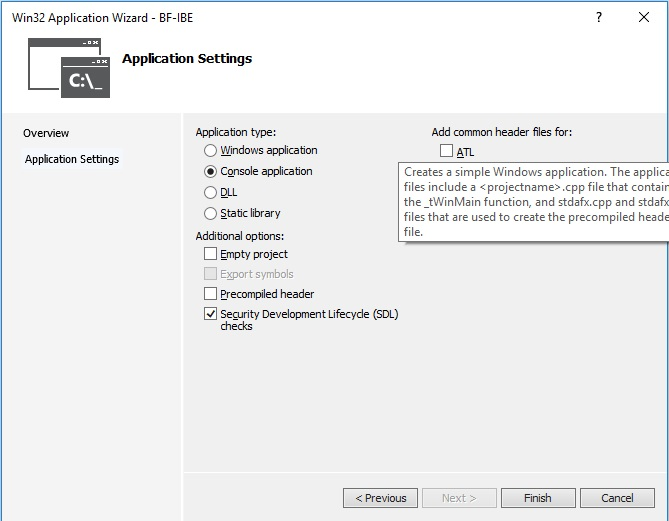 Win32 Application Wizard - BF-IBE
?
C:\_
Application Settings
Overview
Application Settings
Application type:
Windows application
Console application
DLL
Static library
Additional options:
Empty project
Export symbols
Precompiled header
Security Development Lifecycle (SDL)
checks
Add common header files for:
ATL
Creates a simple Windows application. The applica
files include a <projectname>.cpp file that contain
the _tWinMain function, and stdafx.cpp and stdafx
files that are used to create the precompiled heade
file.
< Previous
Next >
Finish
Cancel